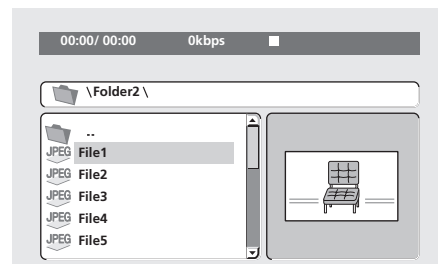 00:00/ 00:00 0kbps
\Folder2 \
..
JPEG File1
JPEG File2
JPEG File3
JPEG File4
JPEG File5